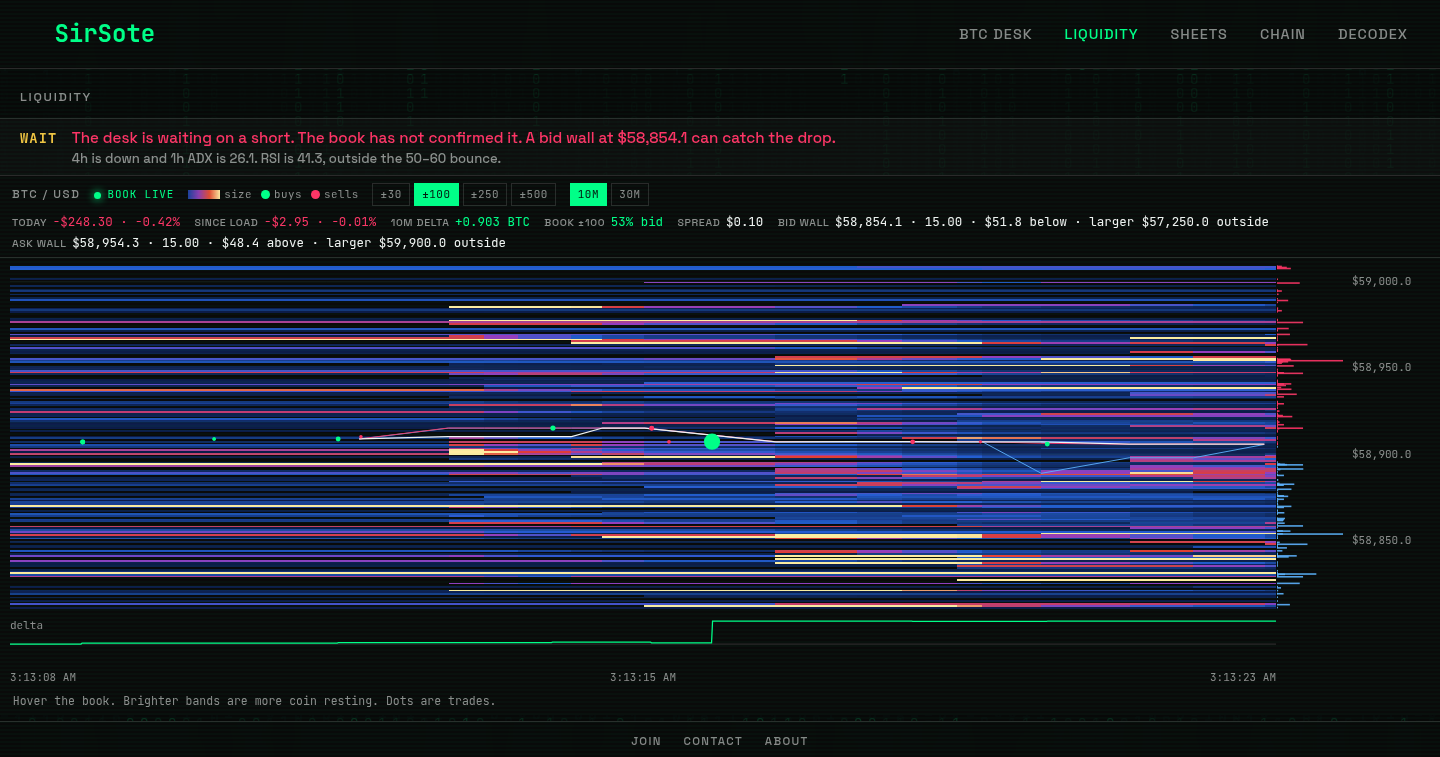 SirSote
BTC DESK LIQUIDITY SHEETS CHAIN DECODEX
LIQUIDITY
WAIT The desk is waiting on a short. The book has not confirmed it. A bid wall at $58,854.1 can catch the drop.
4h is down and 1h ADX is 26.1. RSI is 41.3, outside the 50–60 bounce.
BTC / USD BOOK LIVE size buys sells ±30 ±100 ±250 ±500 10M 30M
TODAY -$248.30 · -0.42% SINCE LOAD -$2.95 · -0.01% 10M DELTA +0.903 BTC BOOK ±100 53% bid SPREAD $0.10 BID WALL $58,854.1 · 15.00 · $51.8 below · larger $57,250.0 outside
ASK WALL $58,954.3 · 15.00 · $48.4 above · larger $59,900.0 outside
$59,000.0
$58,950.0
$58,900.0
$58,850.0
delta
3:13:08 AM 3:13:15 AM 3:13:23 AM
Hover the book. Brighter bands are more coin resting. Dots are trades.
JOIN CONTACT ABOUT